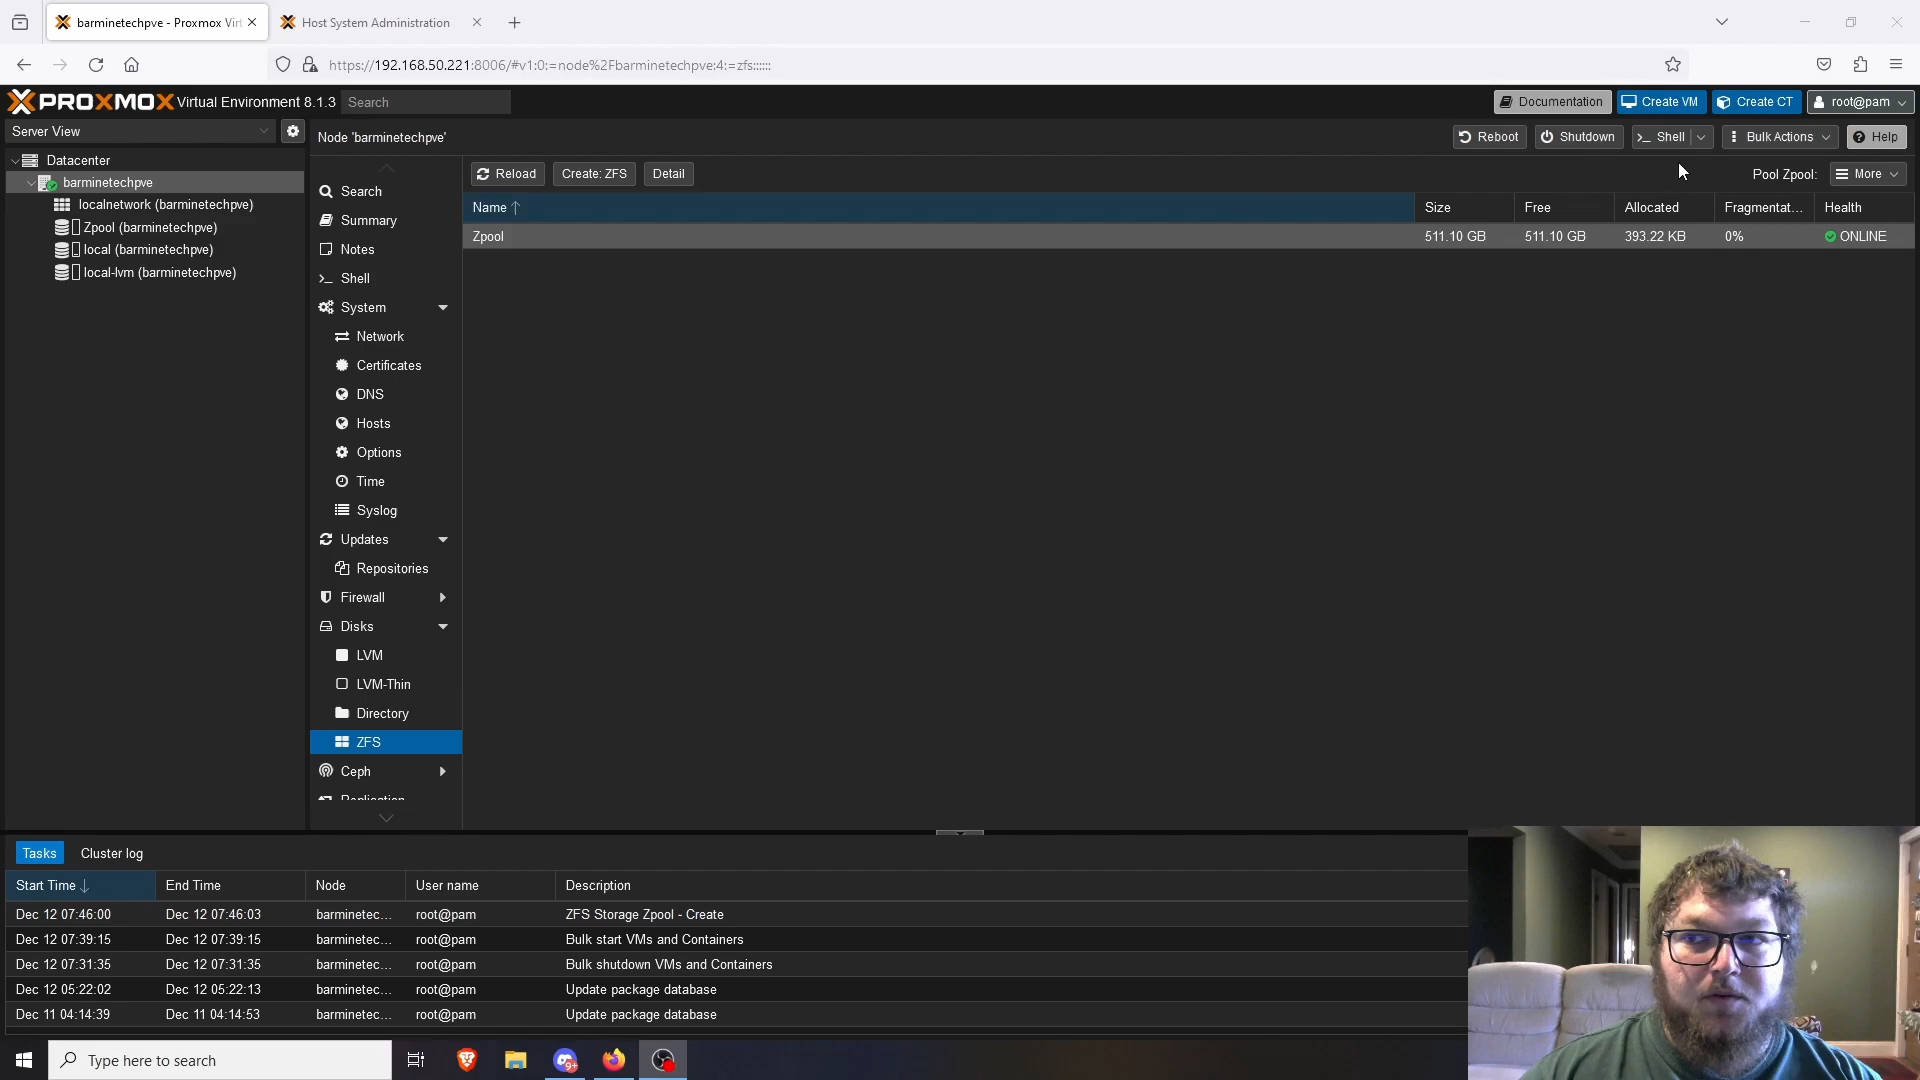 barminetechpve - Proxmox Virt
Host System Administration
https://192.168.50.221:8006/#v1:0:=node%2Fbarminetechpve:4:=zfs::::::
PROXMOX Virtual Environment 8.1.3
Search
Documentation
Create VM
Create CT
root@pam
Server View
Node 'barminetechpve'
Reboot
Shutdown
Shell
Bulk Actions
Help
Datacenter
barminetechpve
localnetwork (barminetechpve)
Zpool (barminetechpve)
local (barminetechpve)
local-lvm (barminetechpve)
Search
Summary
Notes
Shell
System
Network
Certificates
DNS
Hosts
Options
Time
Syslog
Updates
Repositories
Firewall
Disks
LVM
LVM-Thin
Directory
ZFS
Ceph
Replication
Reload
Create: ZFS
Detail
Pool Zpool:
More
Name Size Free Allocated Fragmentat... Health
Zpool 511.10 GB 511.10 GB 393.22 KB 0% ONLINE
Tasks
Cluster log
Start Time End Time Node User name Description
Dec 12 07:46:00 Dec 12 07:46:03 barminetec... root@pam ZFS Storage Zpool - Create
Dec 12 07:39:15 Dec 12 07:39:15 barminetec... root@pam Bulk start VMs and Containers
Dec 12 07:31:35 Dec 12 07:31:35 barminetec... root@pam Bulk shutdown VMs and Containers
Dec 12 05:22:02 Dec 12 05:22:13 barminetec... root@pam Update package database
Dec 11 04:14:39 Dec 11 04:14:53 barminetec... root@pam Update package database
Type here to search
9+